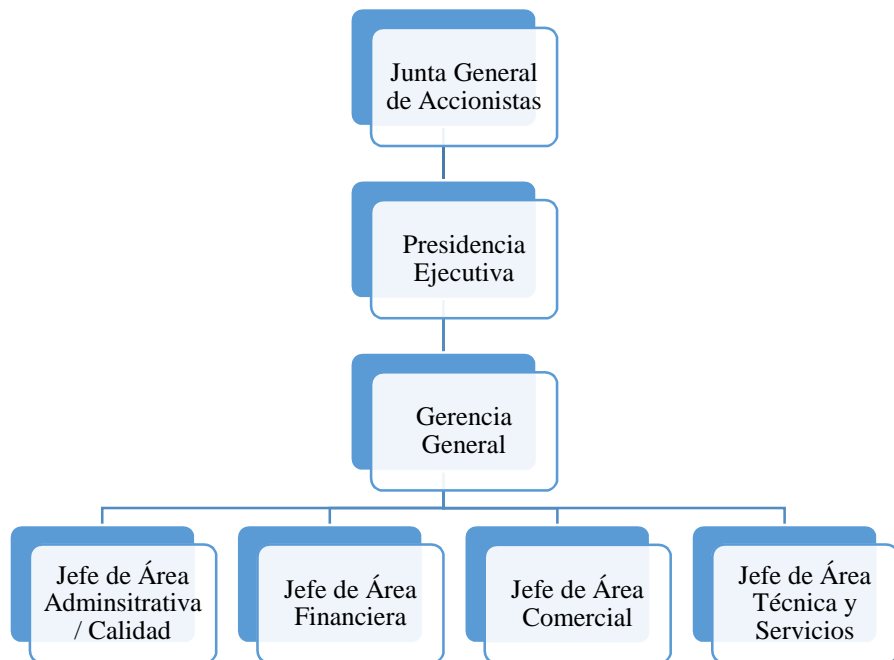 Junta General
de Accionistas
Presidencia
Ejecutiva
Gerencia
General
Jefe de Área
Adminsitrativa
/ Calidad
Jefe de Área
Financiera
Jefe de Área
Comercial
Jefe de Área
Técnica y
Servicios